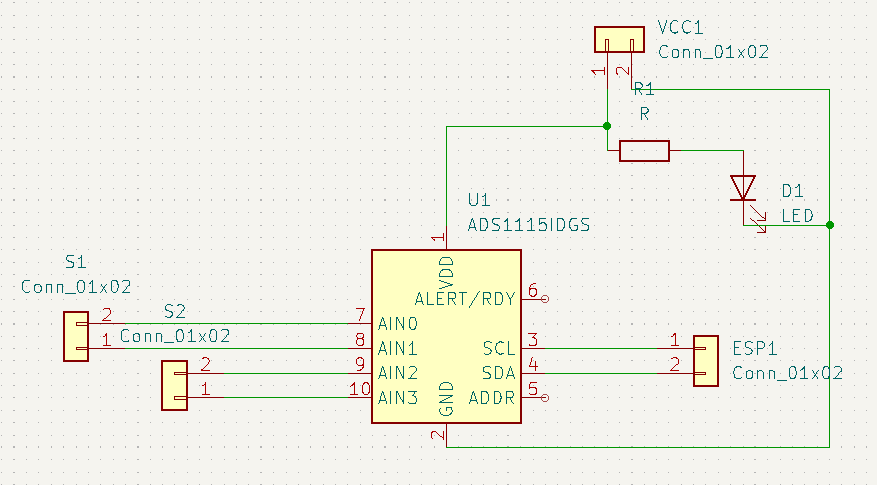 VCC1
Conn_01x02
1
2
R1
R
D1
LED
U1
ADS1115IDGS
1
VDD
S1
Conn_01x02
ALERT/RDY
6
2
S2
7
AIN0
1
Conn_01x02
8
AIN1
SCL
3
1
ESP1
2
9
AIN2
SDA
4
2
Conn_01x02
1
10
AIN3
GND
ADDR
5
2